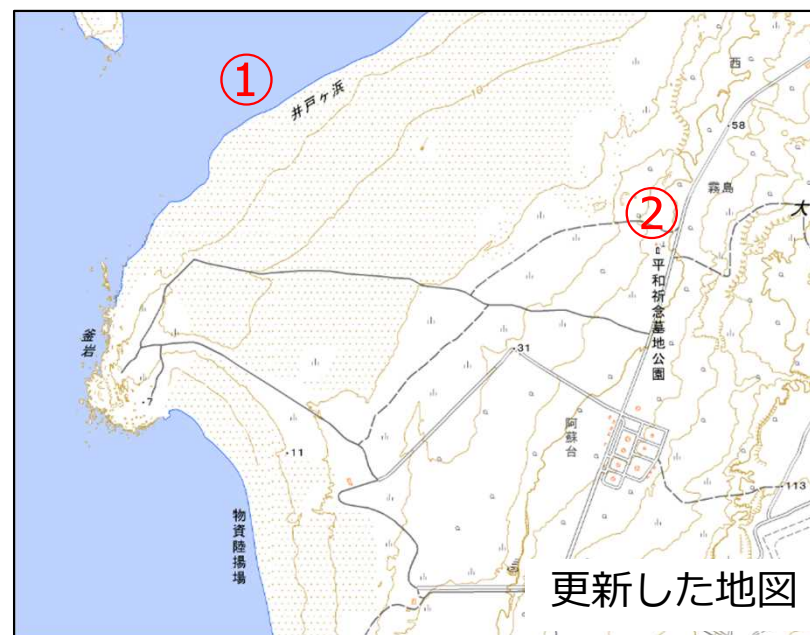 ①
井戸ヶ浜
10
西
・58
霧島
②
大
平和祈念墓地公園
釜岩
・31
・7
阿蘇台
・11
・113
物資陸揚場
更新した地図